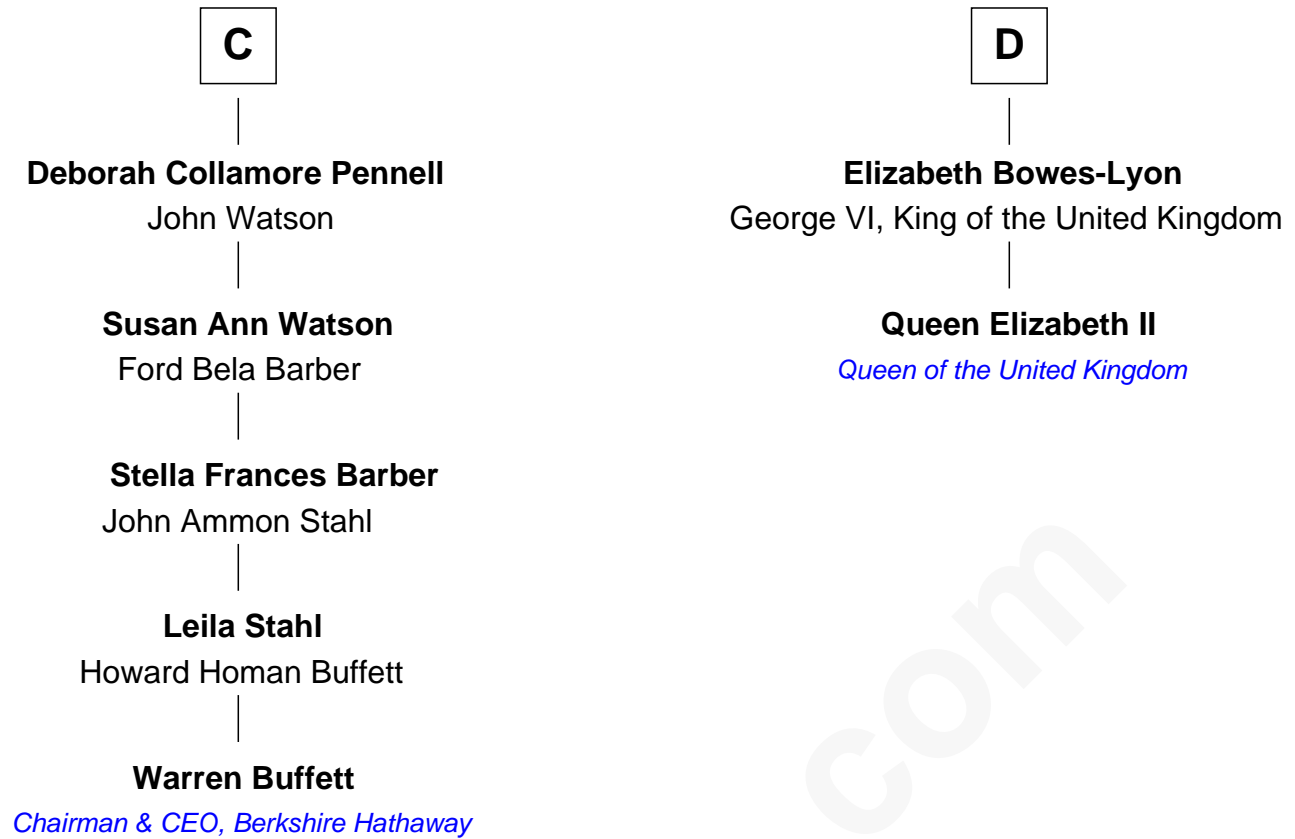 C
Deborah Collamore Pennell
John Watson
Susan Ann Watson
Ford Bela Barber
Stella Frances Barber
John Ammon Stahl
Leila Stahl
Howard Homan Buffett
Warren Buffett
Chairman & CEO, Berkshire Hathaway
D
Elizabeth Bowes-Lyon
George VI, King of the United Kingdom
Queen Elizabeth II
Queen of the United Kingdom
com